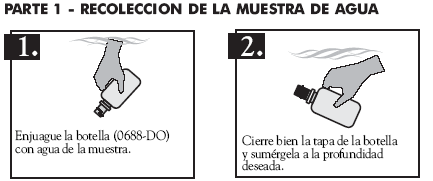 PARTE 1 - RECOLECCION DE LA MUESTRA DE AGUA
1.
Enjuague la botella (0688-DO)
con agua de la muestra.
2.
Cierre bien la tapa de la botella
y sumérgela a la profundidad
deseada.